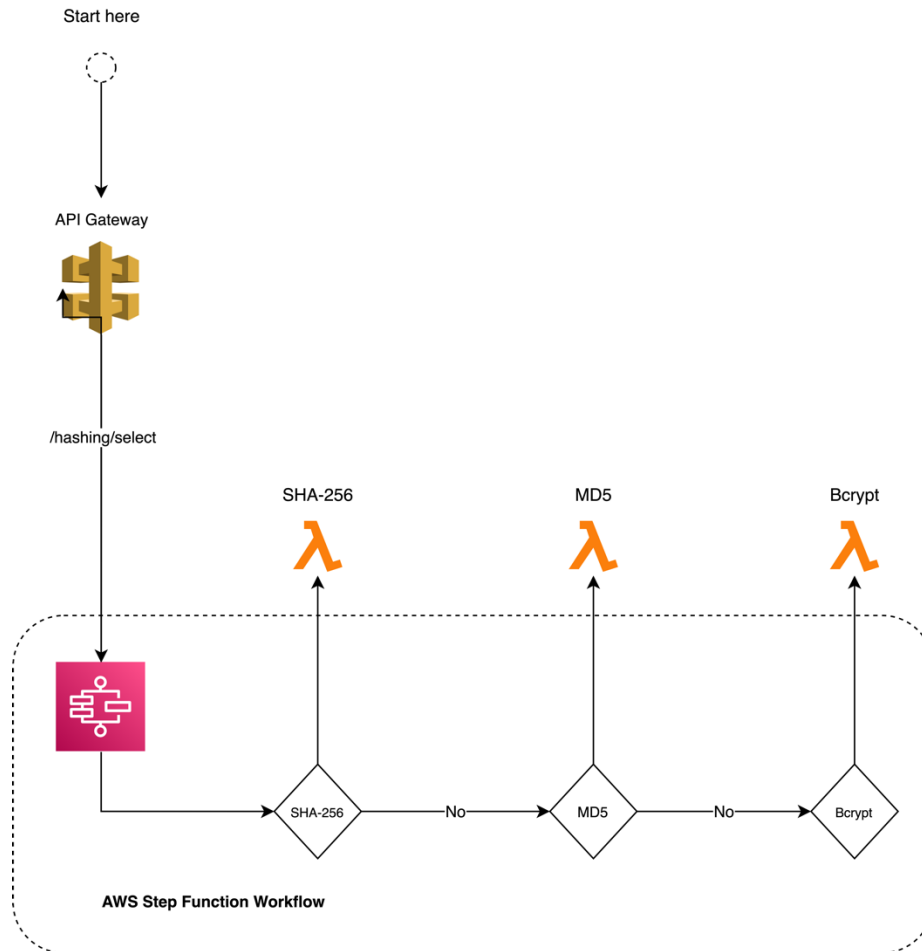 Start here
API Gateway
/hashing/select
SHA-256
MD5
Bcrypt
SHA-256
No
MD5
No
Bcrypt
AWS Step Function Workflow